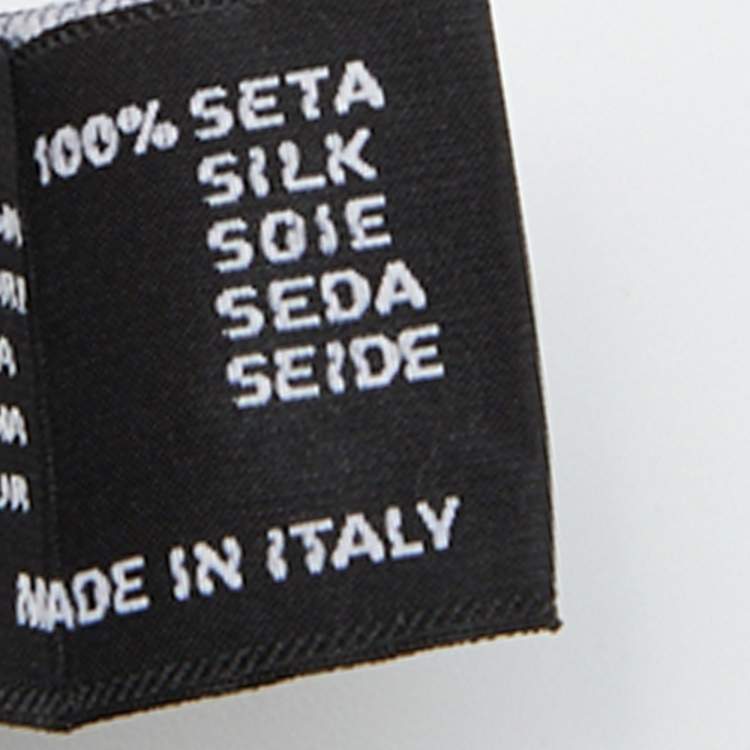 100% SETA
SILK
SOIE
SEDA
SEIDE
MADE IN ITALY